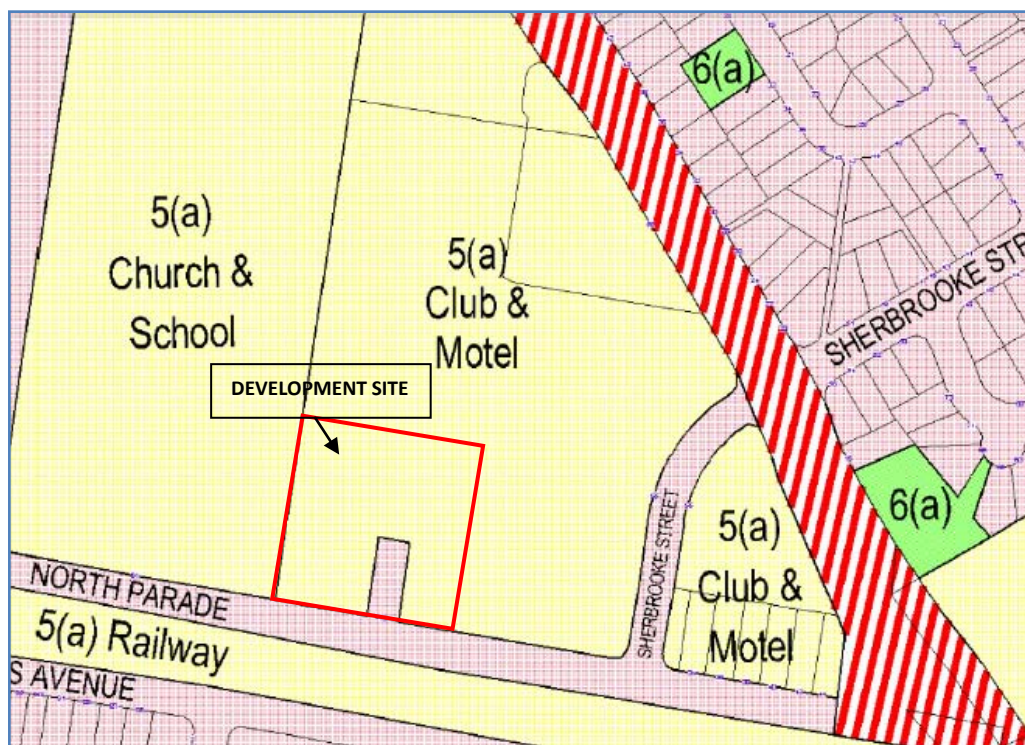 6(a)
5(a)
Church &
School
5(a)
Club &
Motel
SHERBROOKE STR
DEVELOPMENT SITE
6(a)
5(a)
Club &
Motel
SHERBROOKE STREET
NORTH PARADE
5(a) Railway
S AVENUE